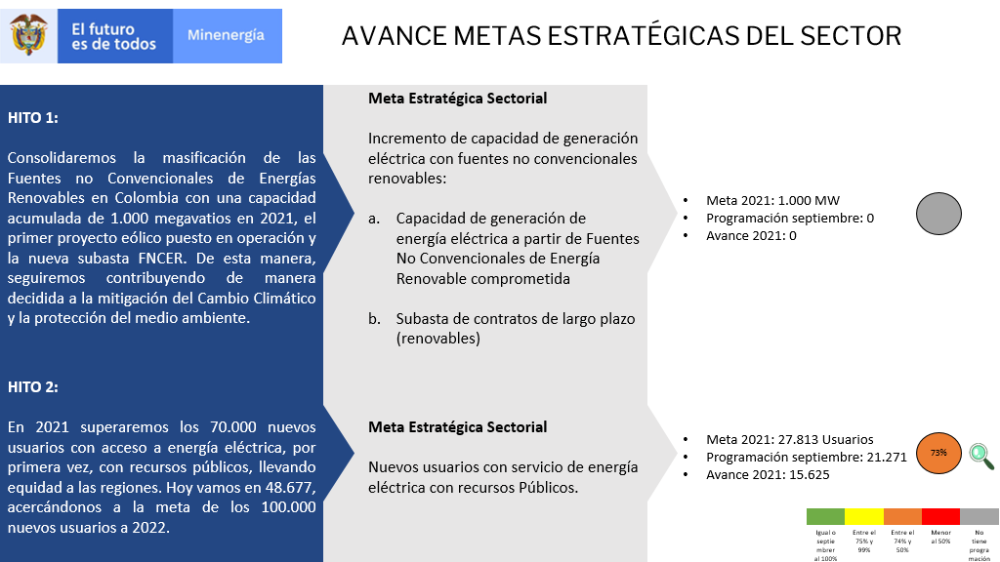 El futuro
es de todos
Minenergía
AVANCE METAS ESTRATÉGICAS DEL SECTOR
HITO 1:
Consolidaremos la masificación de las
Fuentes no Convencionales de Energías
Renovables en Colombia con una capacidad
acumulada de 1.000 megavatios en 2021, el
primer proyecto eólico puesto en operación y
la nueva subasta FNCER. De esta manera,
seguiremos contribuyendo de manera
decidida a la mitigación del Cambio Climático
y la protección del medio ambiente.
Meta Estratégica Sectorial
Incremento de capacidad de generación
eléctrica con fuentes no convencionales
renovables:
a. Capacidad de generación de
energía eléctrica a partir de Fuentes
No Convencionales de Energía
Renovable comprometida
b. Subasta de contratos de largo plazo
(renovables)
• Meta 2021: 1.000 MW
• Programación septiembre: 0
• Avance 2021: 0
HITO 2:
En 2021 superaremos los 70.000 nuevos
usuarios con acceso a energía eléctrica, por
primera vez, con recursos públicos, llevando
equidad a las regiones. Hoy vamos en 48.677,
acercándonos a la meta de los 100.000
nuevos usuarios a 2022.
Meta Estratégica Sectorial
Nuevos usuarios con servicio de energía
eléctrica con recursos Públicos.
• Meta 2021: 27.813 Usuarios
• Programación septiembre: 21.271
• Avance 2021: 15.625
73%
Igual o
septie
mbrer
al 100%
Entre el
75% y
99%
Entre el
74% y
50%
Menor
al 50%
No
tiene
progra
mación